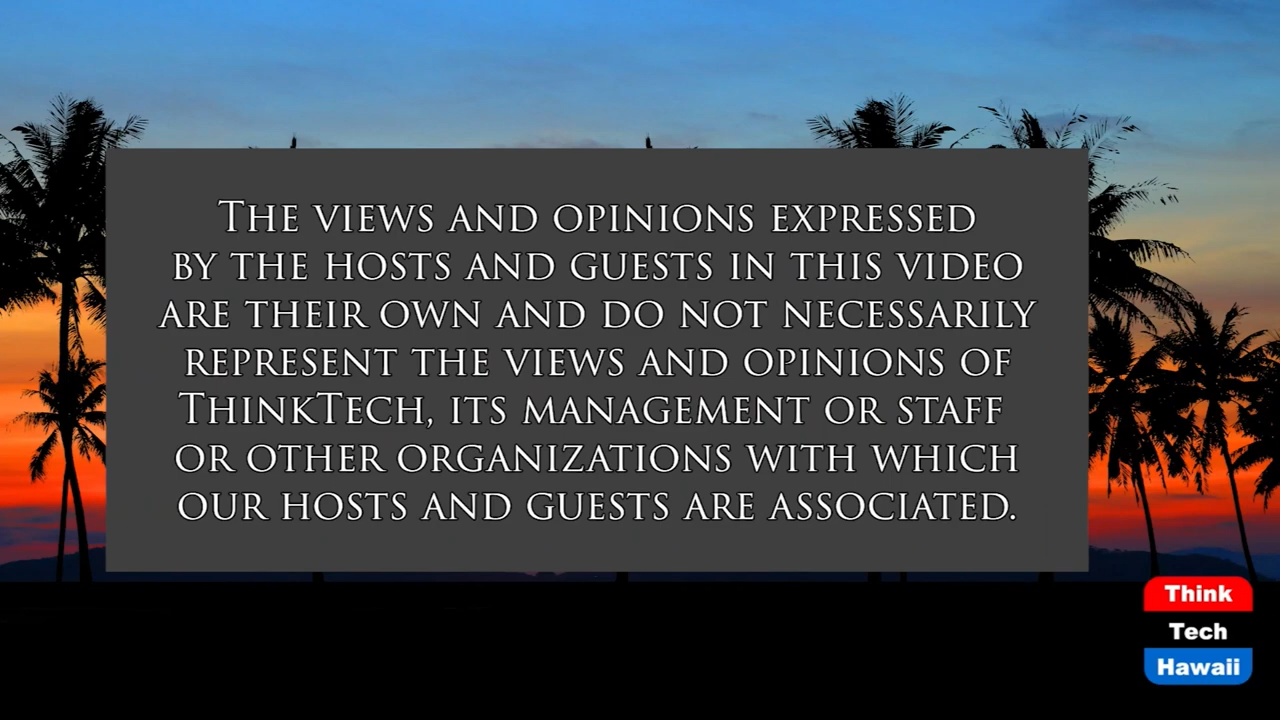 THE VIEWS AND OPINIONS EXPRESSED
BY THE HOSTS AND GUESTS IN THIS VIDEO
ARE THEIR OWN AND DO NOT NECESSARILY
REPRESENT THE VIEWS AND OPINIONS OF
THINKTECH, ITS MANAGEMENT OR STAFF
OR OTHER ORGANIZATIONS WITH WHICH
OUR HOSTS AND GUESTS ARE ASSOCIATED.
Think
Tech
Hawaii